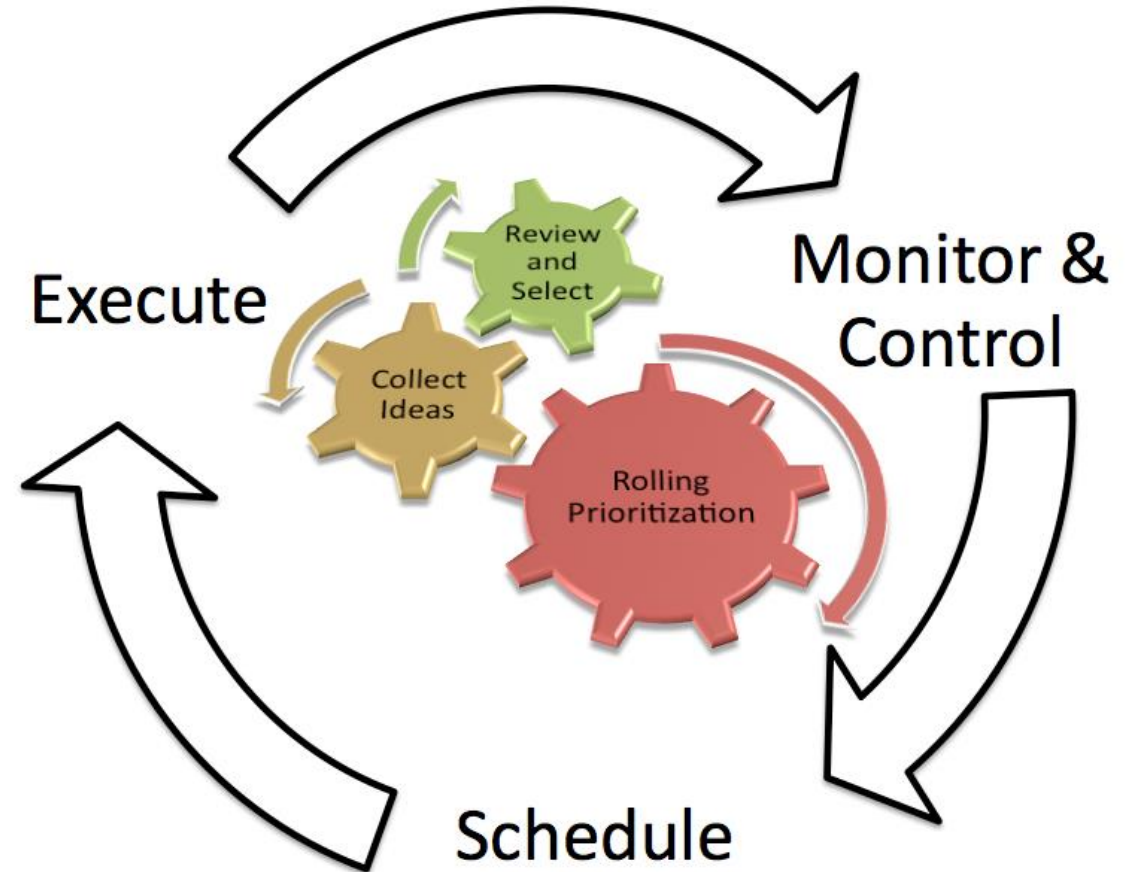 Review
and
Select
Execute
Monitor &
Control
Collect
Ideas
Rolling
Prioritization
Schedule